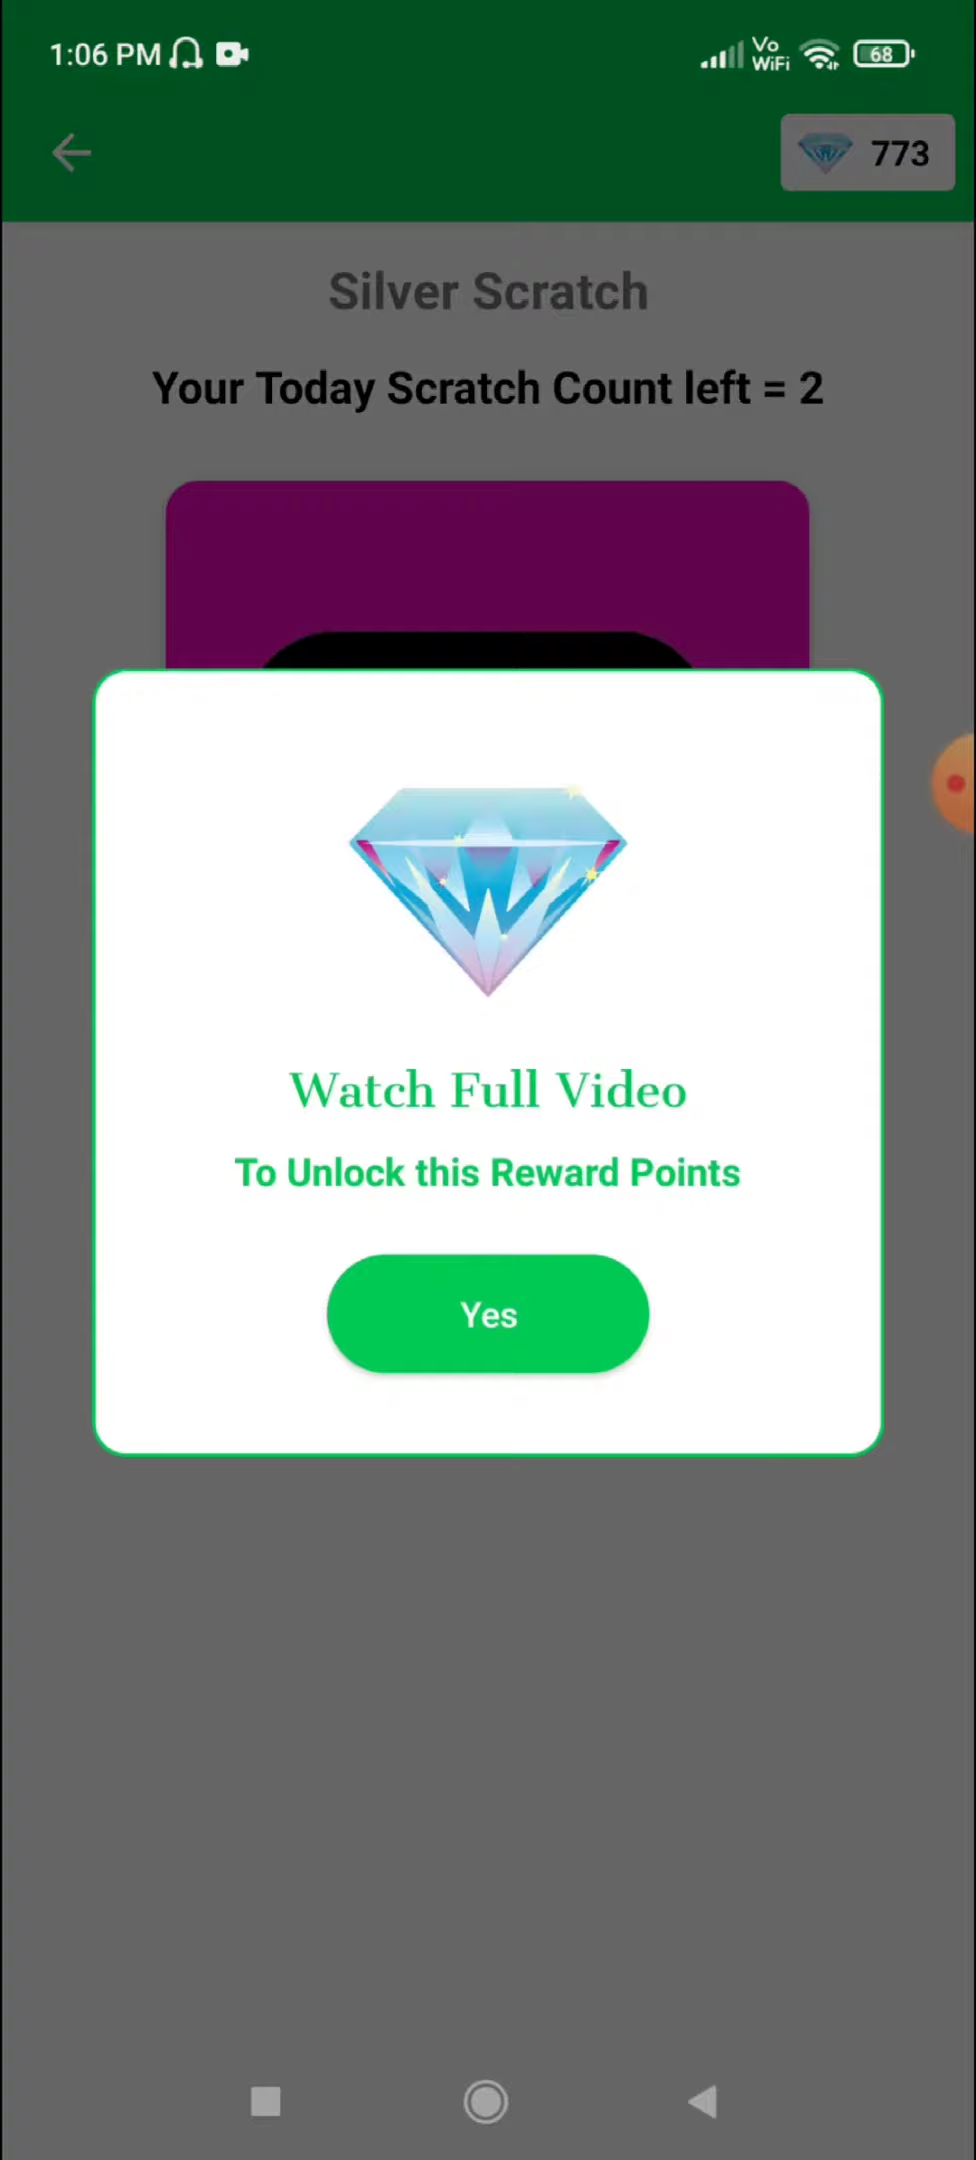 1:06 PM
Vo
WiFi
68
773
Silver Scratch
Your Today Scratch Count left = 2
Watch Full Video
To Unlock this Reward Points
Yes